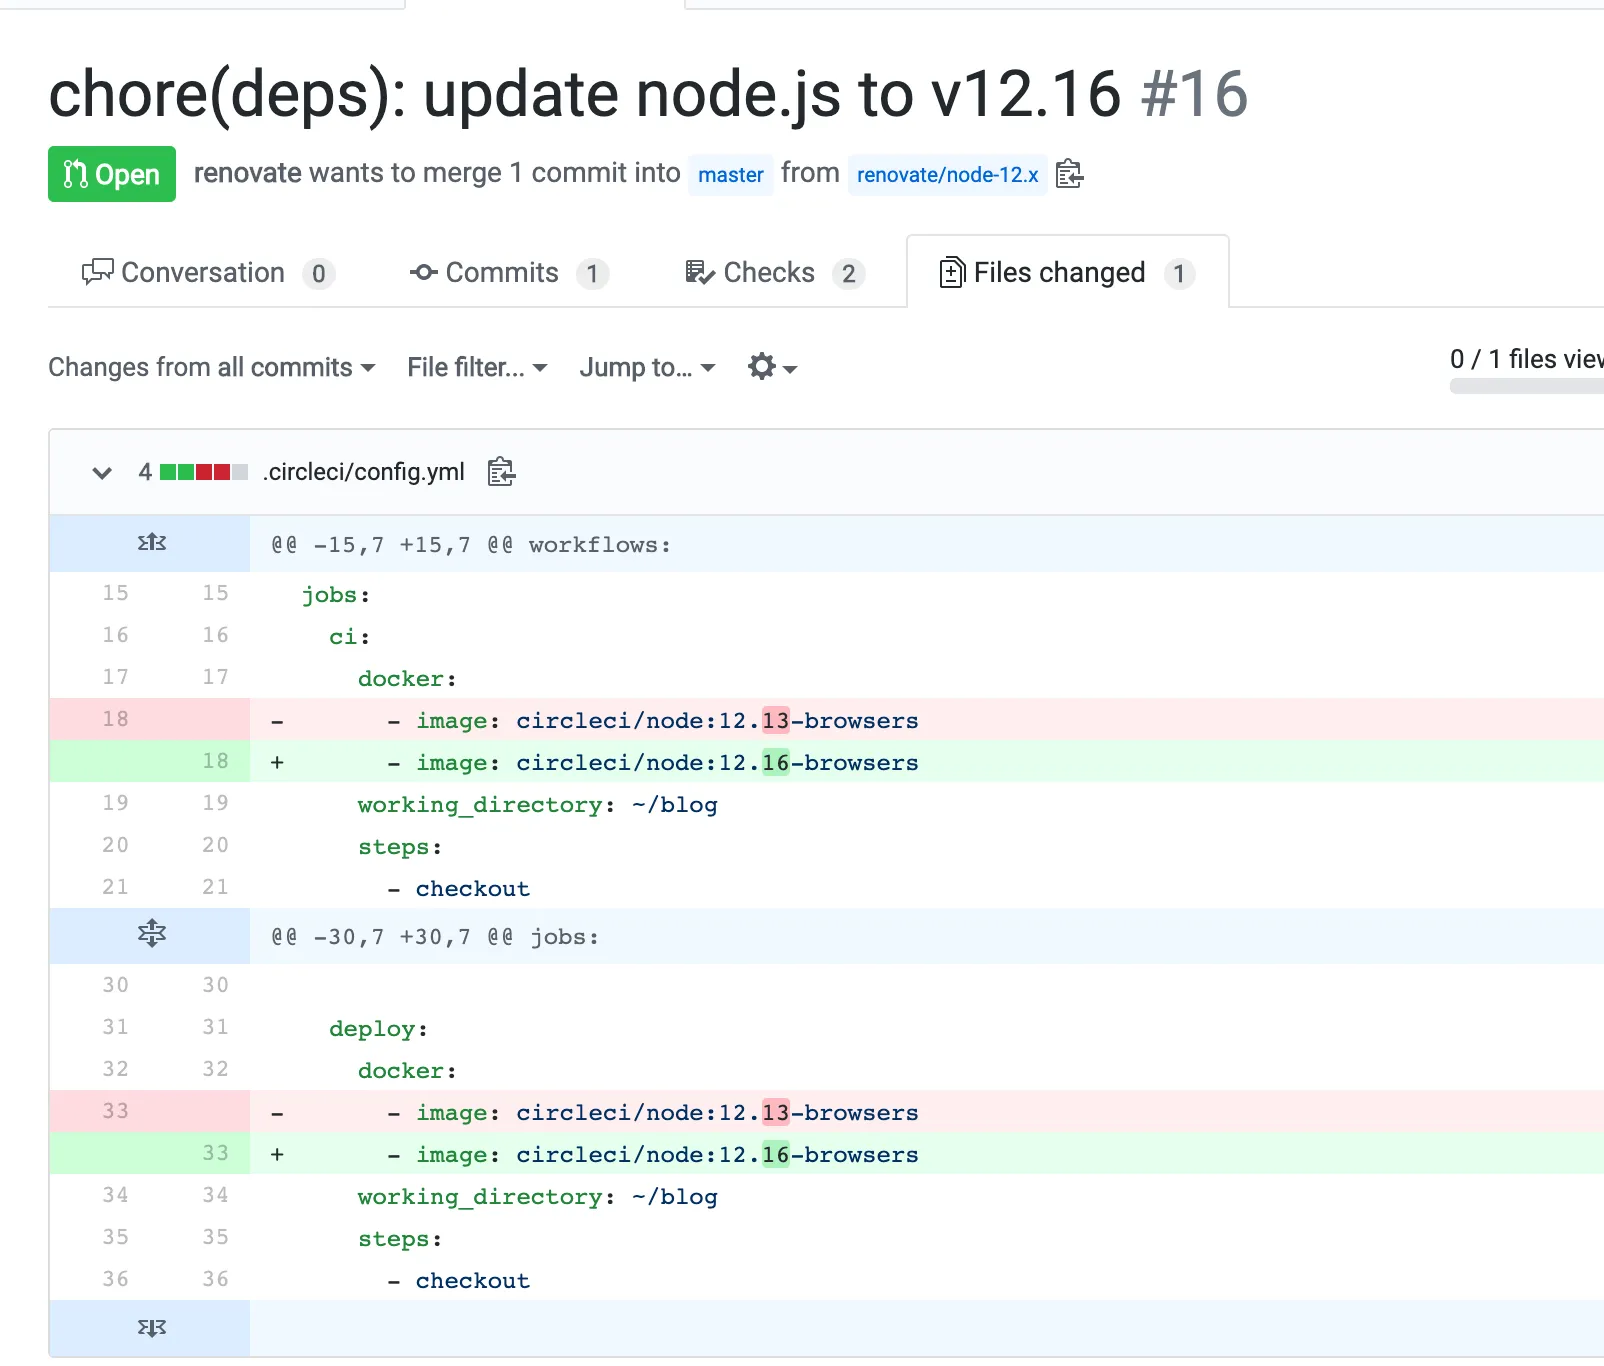 chore(deps): update node.js to v12.16 #16
Open renovate wants to merge 1 commit into master from renovate/node-12.x
Conversation 0 Commits 1 Checks 2 Files changed 1
Changes from all commits File filter... Jump to... 0 / 1 files view
4 .circleci/config.yml
@@ -15,7 +15,7 @@ workflows:
15 15 jobs:
16 16 ci:
17 17 docker:
18 - - image: circleci/node:12.13-browsers
18 + - image: circleci/node:12.16-browsers
19 19 working_directory: ~/blog
20 20 steps:
21 21 - checkout
@@ -30,7 +30,7 @@ jobs:
30 30
31 31 deploy:
32 32 docker:
33 - - image: circleci/node:12.13-browsers
33 + - image: circleci/node:12.16-browsers
34 34 working_directory: ~/blog
35 35 steps:
36 36 - checkout